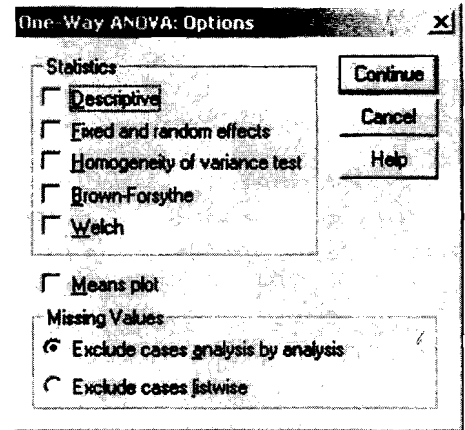 One-Way ANOVA: Options
Statistics
Descriptive
Fixed and random effects
Homogeneity of variance test
Brown-Forsythe
Welch
Means plot
Missing Values
Exclude cases analysis by analysis
Exclude cases listwise
Continue
Cancel
Help